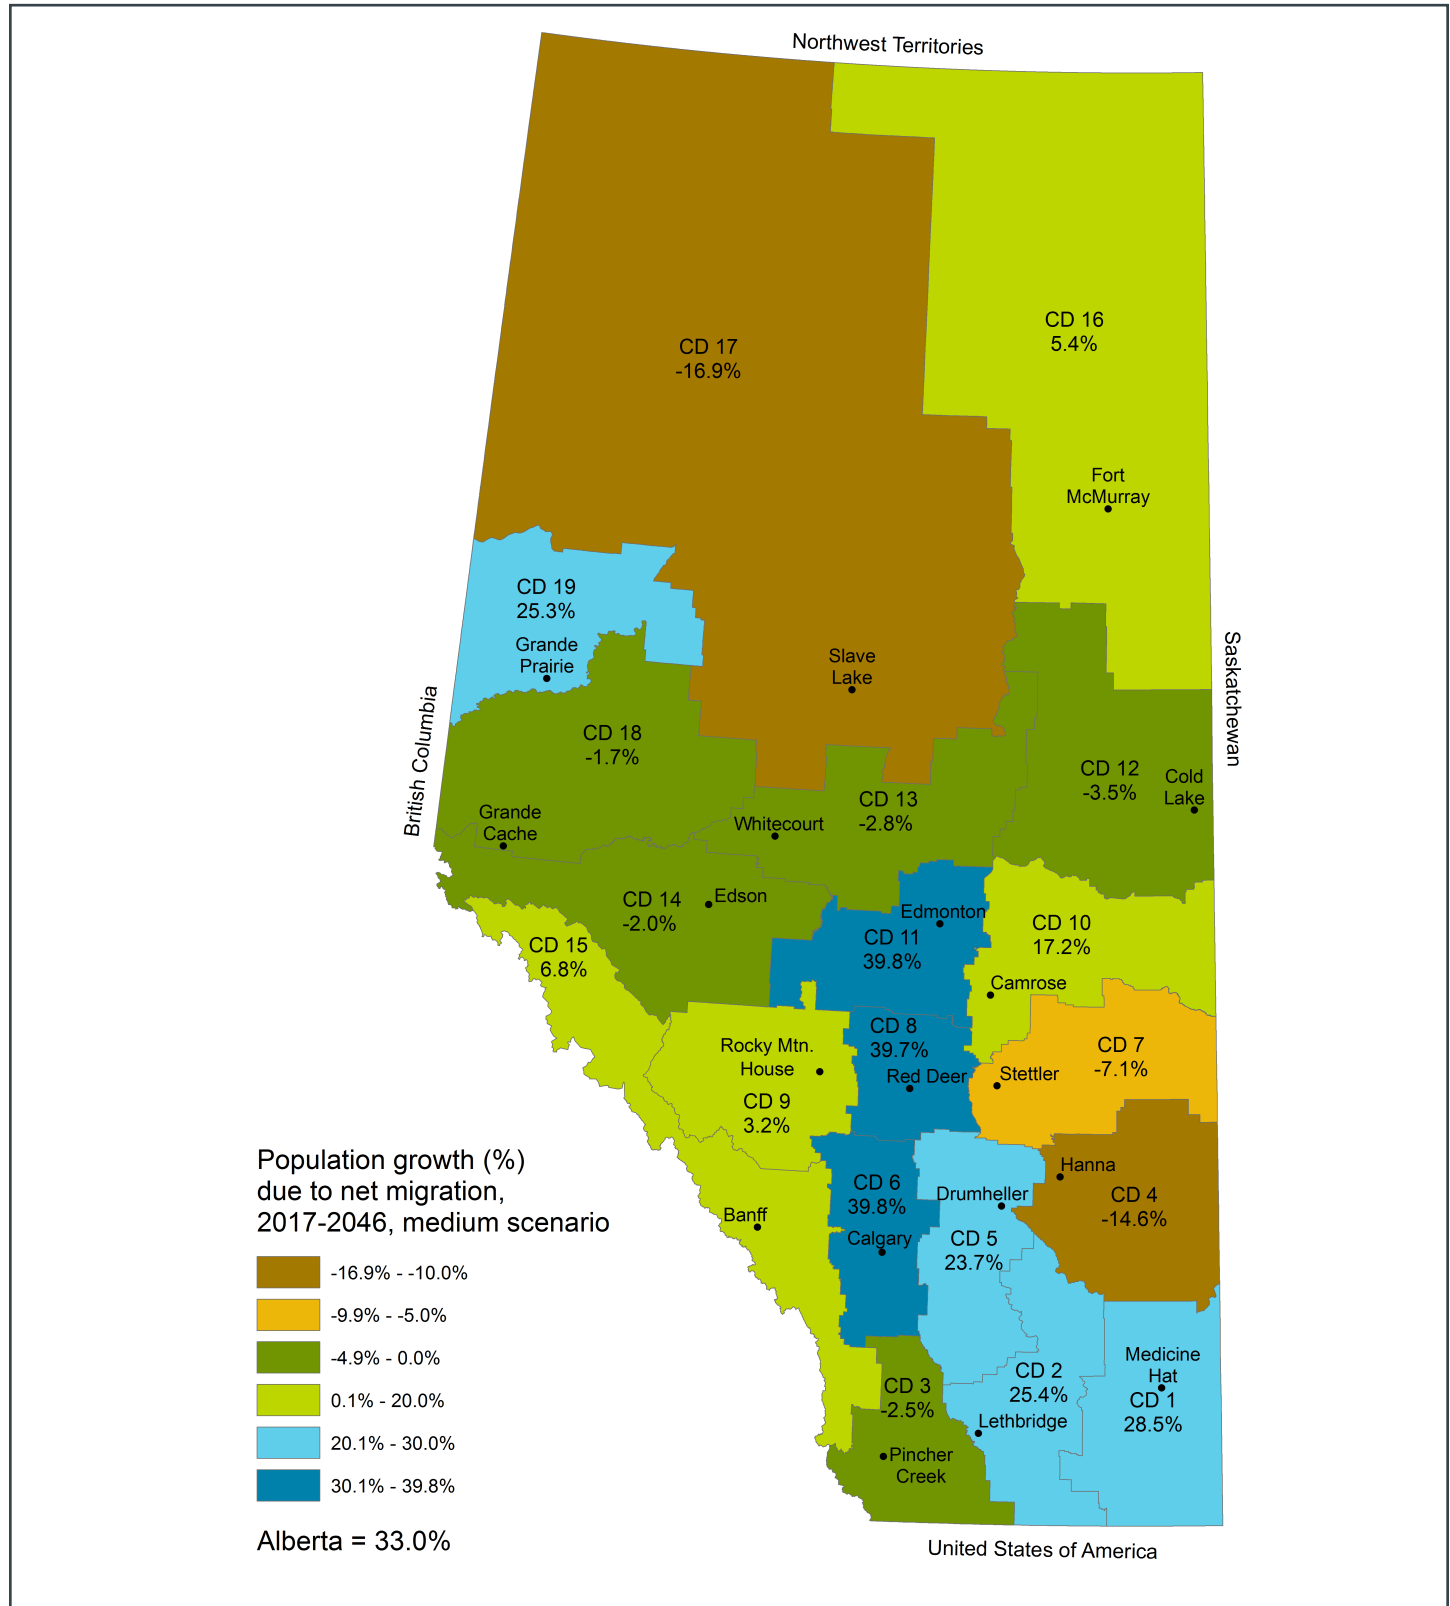 Northwest Territories
CD 16
5.4%
CD 17
-16.9%
Fort
McMurray
CD 19
25.3%
Grande
Prairie
Slave
Lake
Saskatchewan
British Columbia
CD 18
-1.7%
CD 12
-3.5%
Cold
Lake
CD 13
-2.8%
Grande
Cache
Whitecourt
CD 14
-2.0%
Edson
Edmonton
CD 11
39.8%
CD 10
17.2%
CD 15
6.8%
Camrose
CD 8
39.7%
Red Deer
Rocky Mtn.
House
CD 9
3.2%
CD 7
-7.1%
Stettler
Hanna
CD 4
-14.6%
CD 6
39.8%
Calgary
Drumheller
CD 5
23.7%
Banff
Medicine
Hat
CD 1
28.5%
CD 2
25.4%
Lethbridge
CD 3
-2.5%
Pincher
Creek
United States of America
Population growth (%)
due to net migration,
2017-2046, medium scenario
-16.9% - -10.0%
-9.9% - -5.0%
-4.9% - 0.0%
0.1% - 20.0%
20.1% - 30.0%
30.1% - 39.8%
Alberta = 33.0%